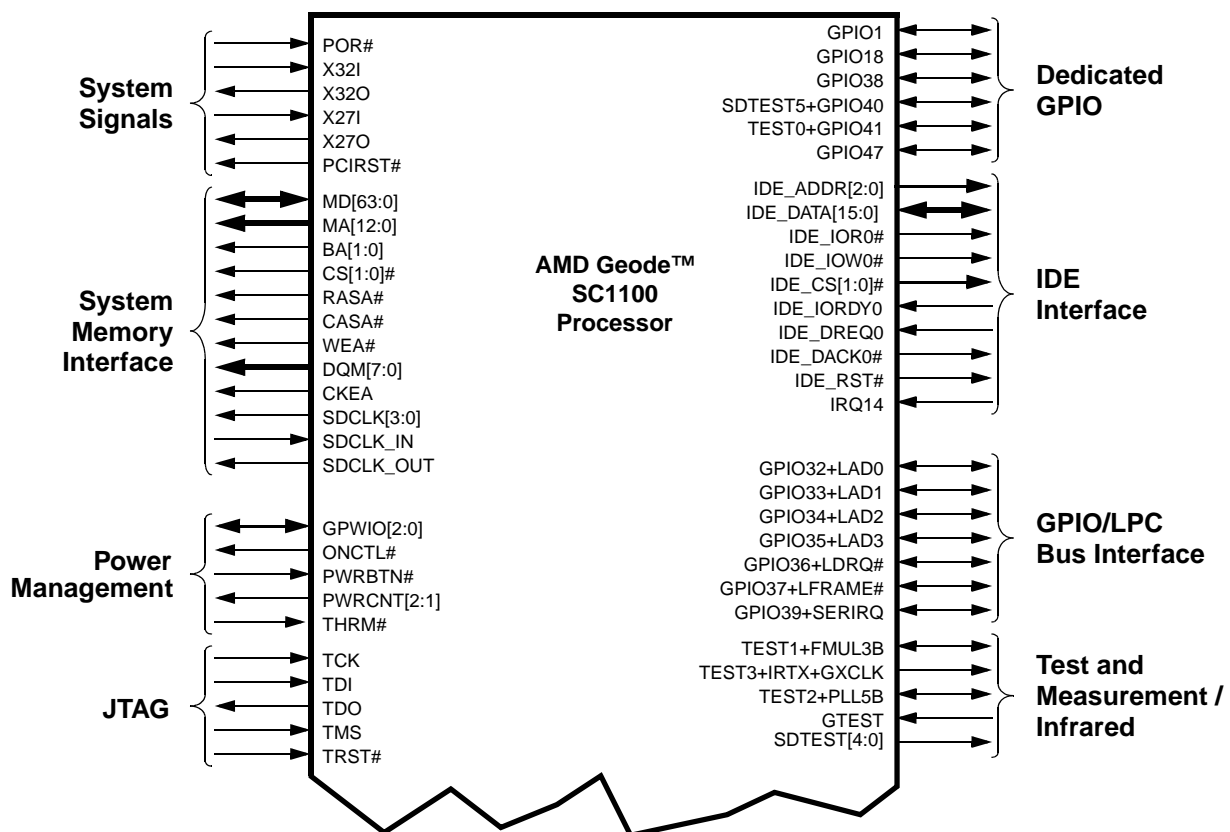 System
Signals
POR#
X32I
X32O
X27I
X27O
PCIRST#
System
Memory
Interface
MD[63:0]
MA[12:0]
BA[1:0]
CS[1:0]#
RASA#
CASA#
WEA#
DQM[7:0]
CKEA
SDCLK[3:0]
SDCLK_IN
SDCLK_OUT
Power
Management
GPWIO[2:0]
ONCTL#
PWRBTN#
PWRCNT[2:1]
THRM#
JTAG
TCK
TDI
TDO
TMS
TRST#
AMD Geode™
SC1100
Processor
GPIO1
GPIO18
GPIO38
SDTEST5+GPIO40
TEST0+GPIO41
GPIO47
Dedicated
GPIO
IDE_ADDR[2:0]
IDE_DATA[15:0]
IDE_IOR0#
IDE_IOW0#
IDE_CS[1:0]#
IDE_IORDY0
IDE_DREQ0
IDE_DACK0#
IDE_RST#
IRQ14
IDE
Interface
GPIO32+LAD0
GPIO33+LAD1
GPIO34+LAD2
GPIO35+LAD3
GPIO36+LDRQ#
GPIO37+LFRAME#
GPIO39+SERIRQ
GPIO/LPC
Bus Interface
TEST1+FMUL3B
TEST3+IRTX+GXCLK
TEST2+PLL5B
GTEST
SDTEST[4:0]
Test and
Measurement /
Infrared